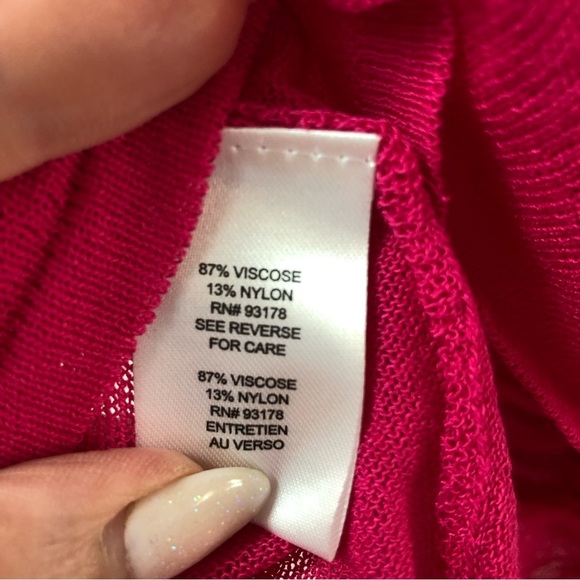 87% VISCOSE
13% NYLON
RN# 93178
SEE REVERSE
FOR CARE
87% VISCOSE
13% NYLON
RN# 93178
ENTRETIEN
AU VERSO